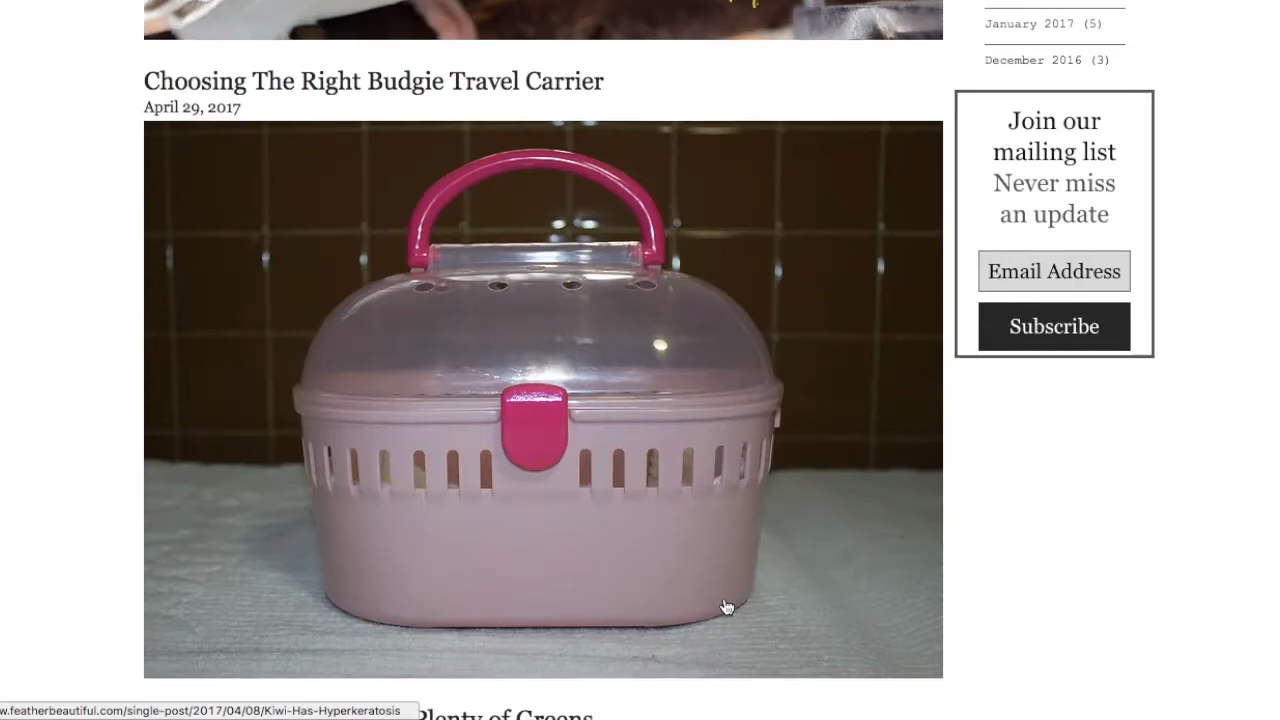 January 2017 (5)
December 2016 (3)
Choosing The Right Budgie Travel Carrier
April 29, 2017
Join our
mailing list
Never miss
an update
Email Address
Subscribe
w.featherbeautiful.com/single-post/2017/04/08/Kiwi-Has-Hyperkeratosis
Plenty of Greens